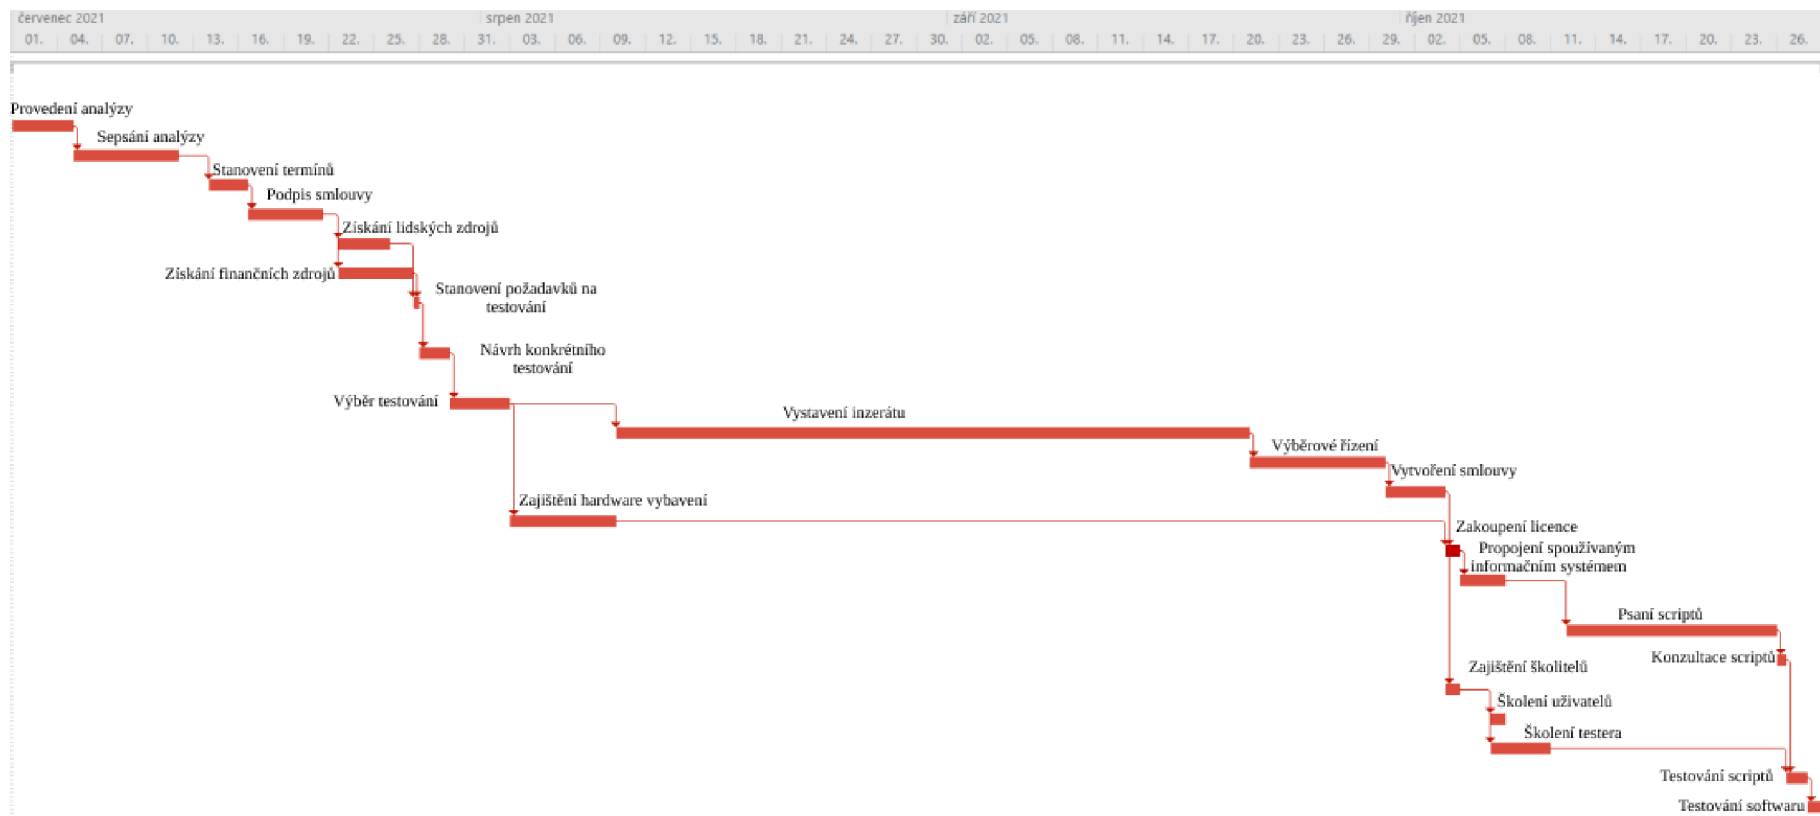 červenec 2021 srpen 2021 září 2021 říjen 2021
01. 04. 07. 10. 13. 16. 19. 22. 25. 28. 31. 03. 06. 09. 12. 15. 18. 21. 24. 27. 30. 02. 05. 08. 11. 14. 17. 20. 23. 26. 29. 02. 05. 08. 11. 14. 17. 20. 23. 26.
Provedení analýzy
Sepsání analýzy
Stanovení termínů
Podpis smlouvy
Získání lidských zdrojů
Získání finančních zdrojů
Stanovení požadavků na
testování
Návrh konkrétního
testování
Výběr testování
Vystavení inzerátu
Výběrové řízení
Vytvoření smlouvy
Zajištění hardware vybavení
Zakoupení licence
Propojení spoužívaným
informačním systémem
Psaní scriptů
Konzultace scriptů
Zajištění školitelů
Školení uživatelů
Školení testera
Testování scriptů
Testování softwaru